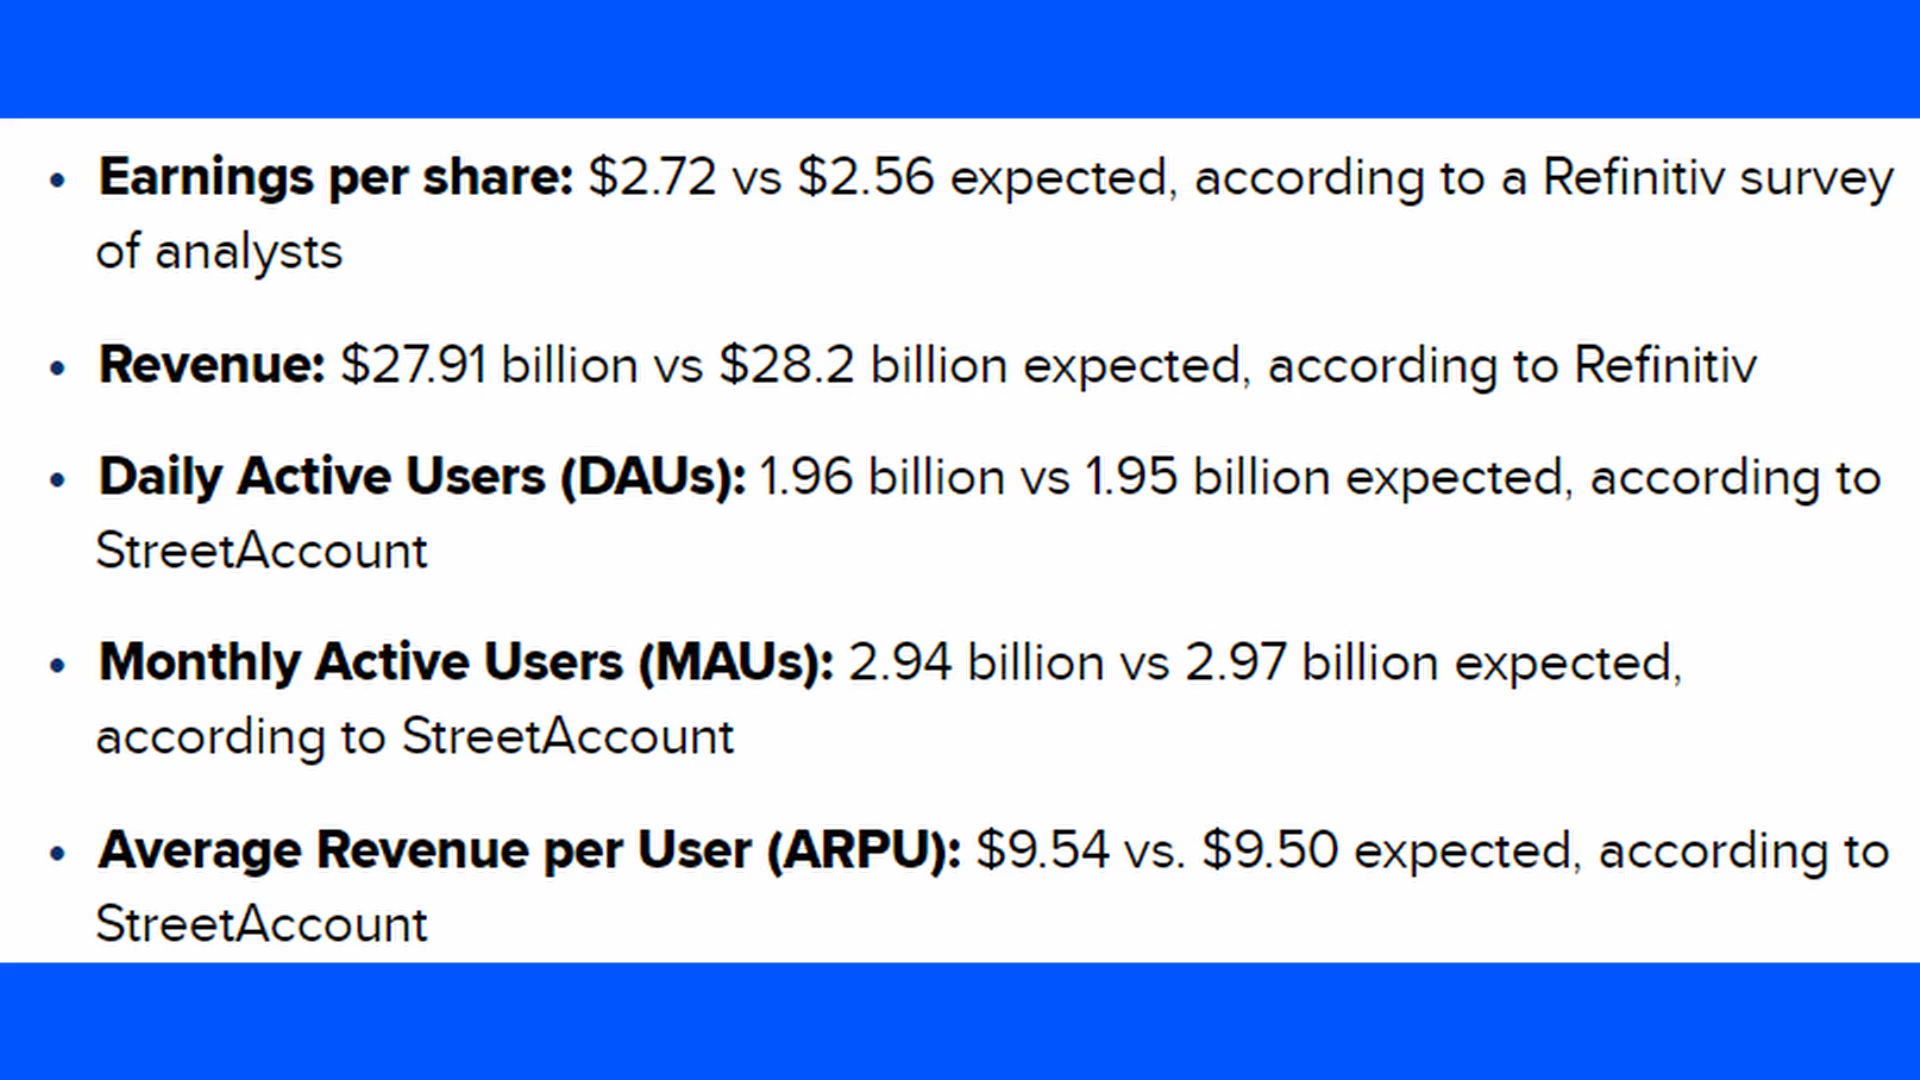 • Earnings per share: $2.72 vs $2.56 expected, according to a Refinitiv survey
of analysts
• Revenue: $27.91 billion vs $28.2 billion expected, according to Refinitiv
• Daily Active Users (DAUs): 1.96 billion vs 1.95 billion expected, according to
StreetAccount
• Monthly Active Users (MAUs): 2.94 billion vs 2.97 billion expected,
according to StreetAccount
• Average Revenue per User (ARPU): $9.54 vs. $9.50 expected, according to
StreetAccount